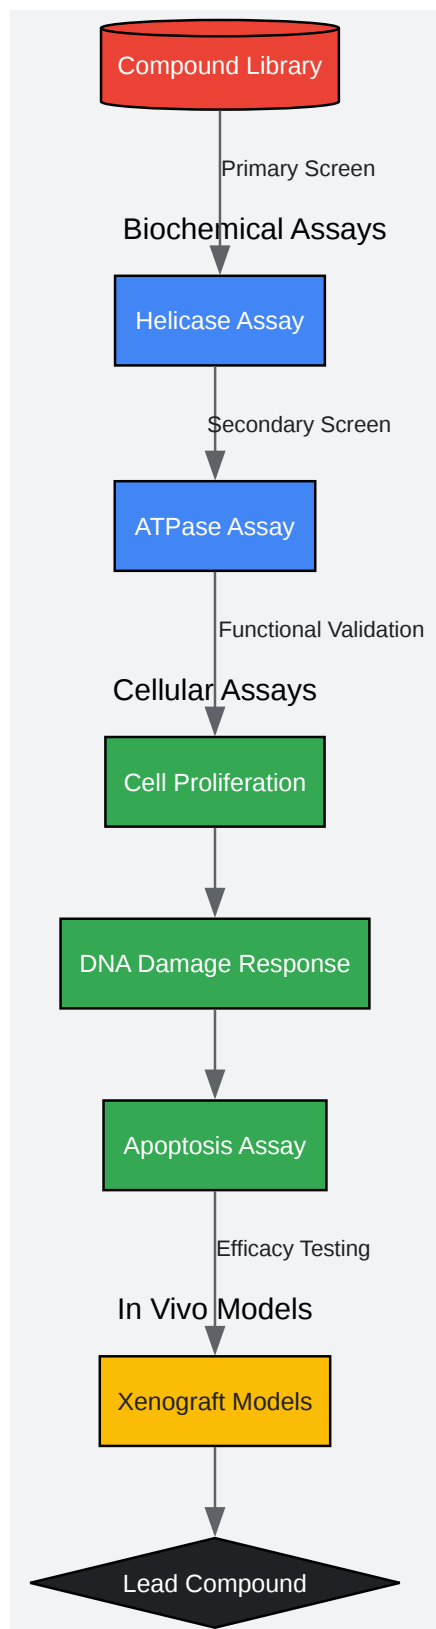 Compound Library
Primary Screen
Biochemical Assays
Helicase Assay
Secondary Screen
ATPase Assay
Functional Validation
Cellular Assays
Cell Proliferation
DNA Damage Response
Apoptosis Assay
Efficacy Testing
In Vivo Models
Xenograft Models
Lead Compound